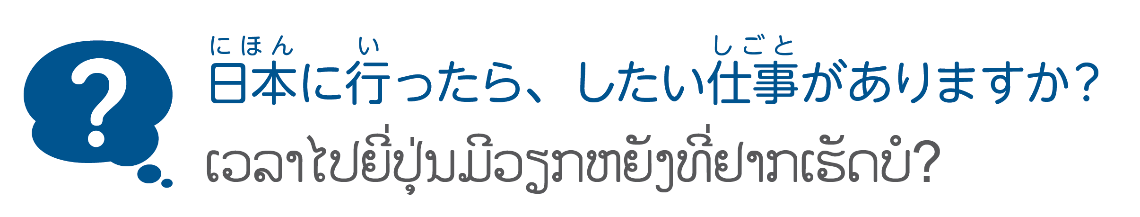 ?
にほん い しごと
日本に行ったら、したい仕事がありますか?
ເວລາໄປຍີ່ປຸ່ນມີວຽກຫຍັງທີ່ຢາກເຮັດບໍ?